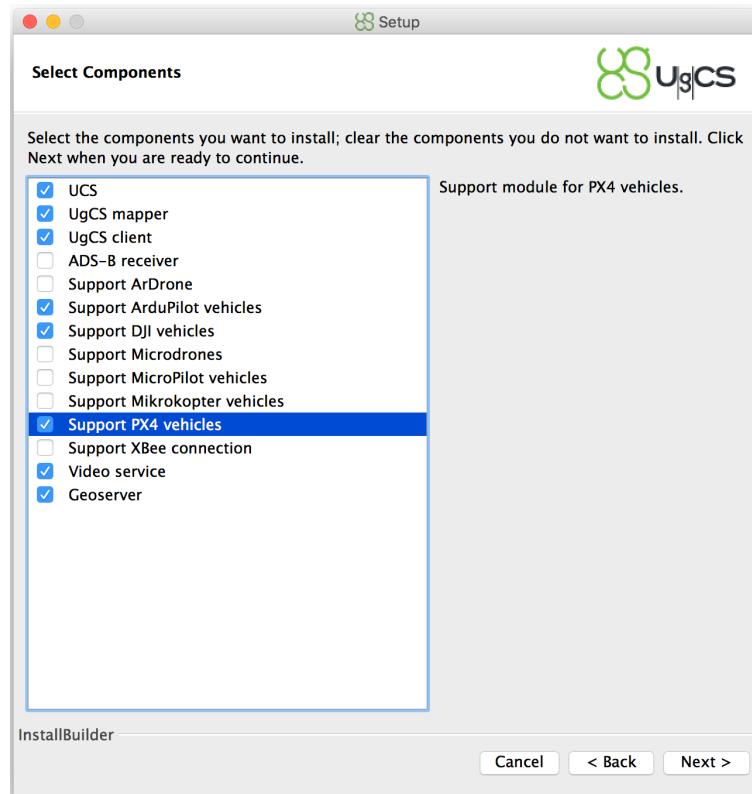 Setup
Select Components
UgCS
Select the components you want to install; clear the components you do not want to install. Click
Next when you are ready to continue.
UCS
Support module for PX4 vehicles.
UgCS mapper
UgCS client
ADS-B receiver
Support ArDrone
Support ArduPilot vehicles
Support DJI vehicles
Support Microdrones
Support MicroPilot vehicles
Support Mikrokopter vehicles
Support PX4 vehicles
Support XBee connection
Video service
Geoserver
InstallBuilder
Cancel
< Back
Next >